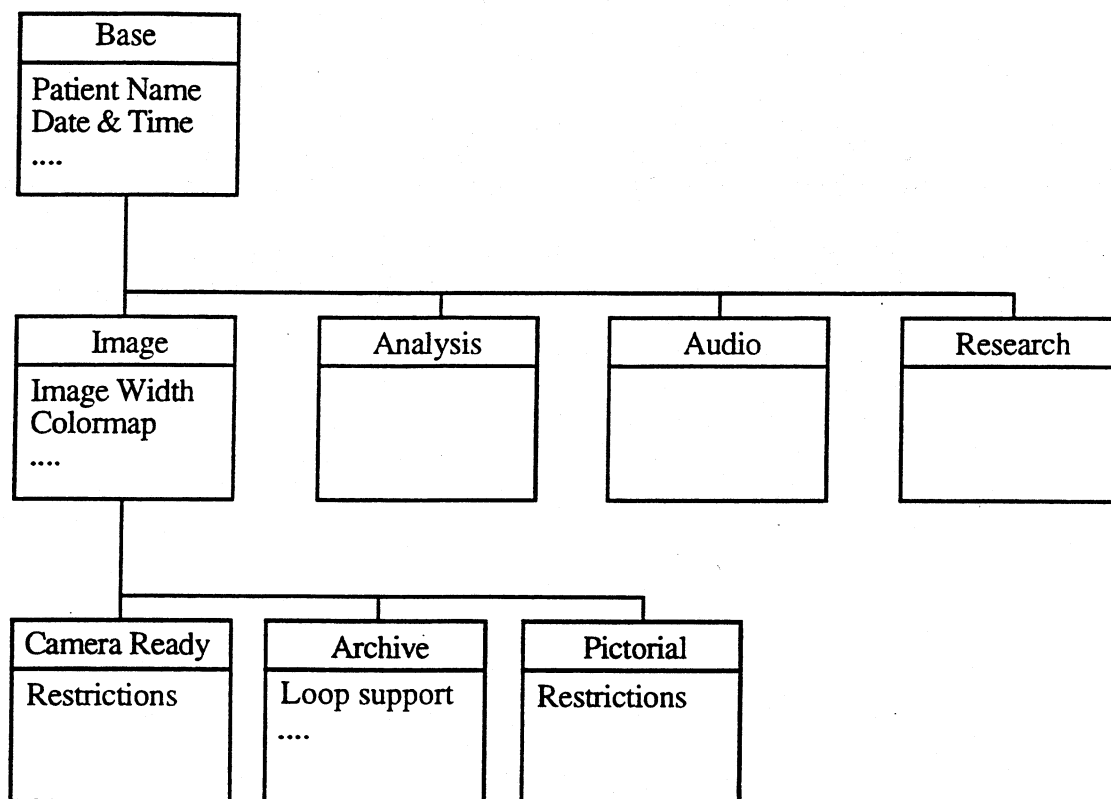 Base
Patient Name
Date & Time
....
Image
Image Width
Colormap
....
Analysis
Audio
Research
Camera Ready
Restrictions
Archive
Loop support
....
Pictorial
Restrictions